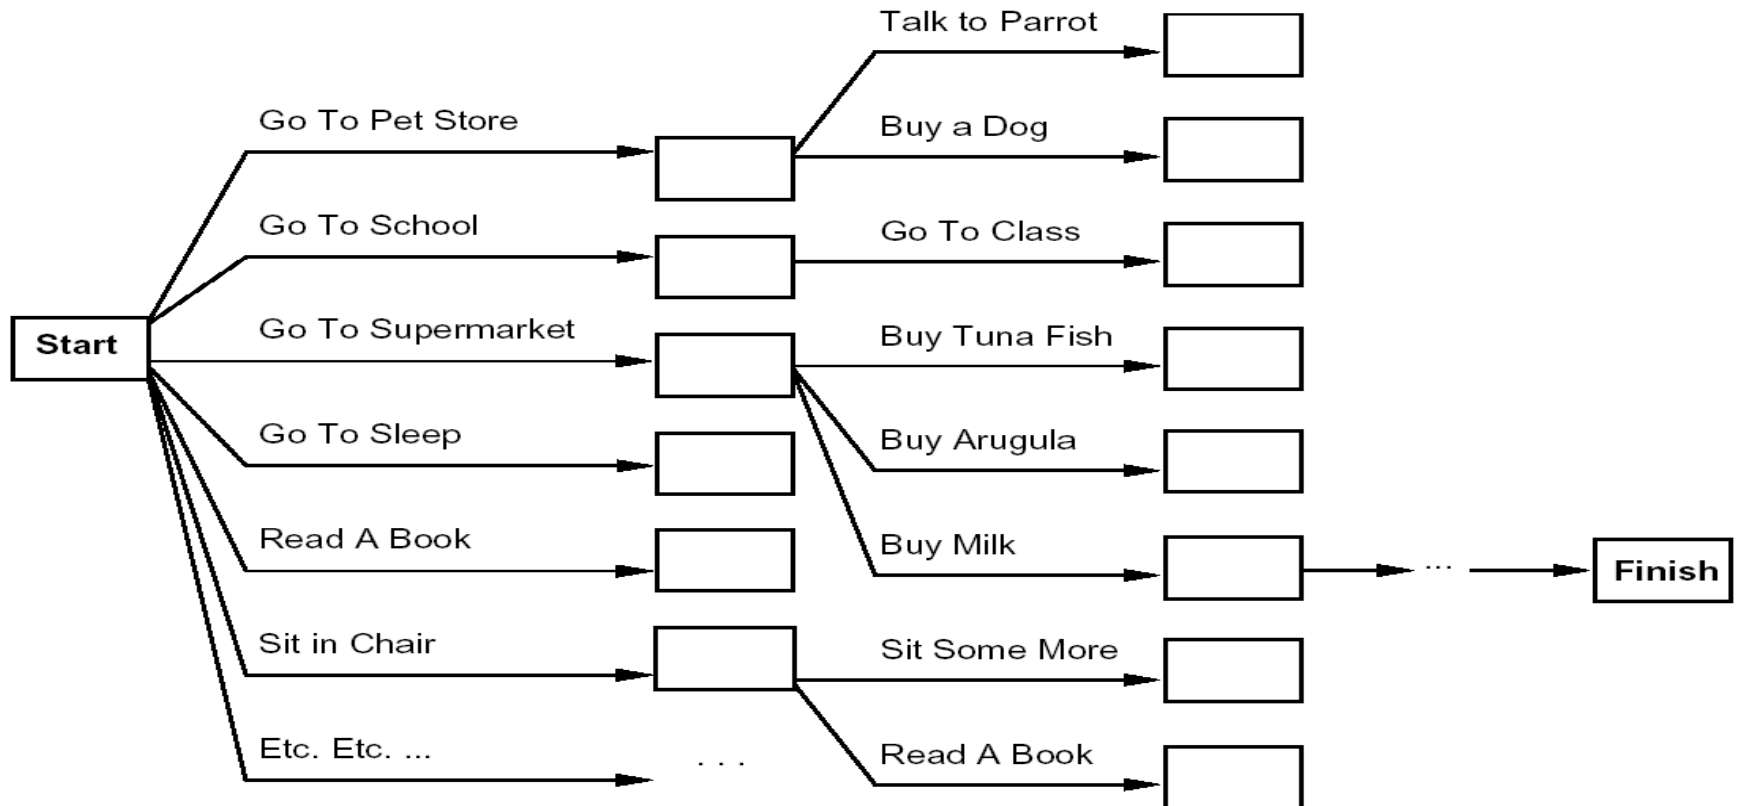 Talk to Parrot
Go To Pet Store
Buy a Dog
Go To School
Go To Class
Start
Go To Supermarket
Buy Tuna Fish
Go To Sleep
Buy Arugula
Read A Book
Buy Milk
...
Finish
Sit in Chair
Sit Some More
Etc. Etc. ...
. . .
Read A Book